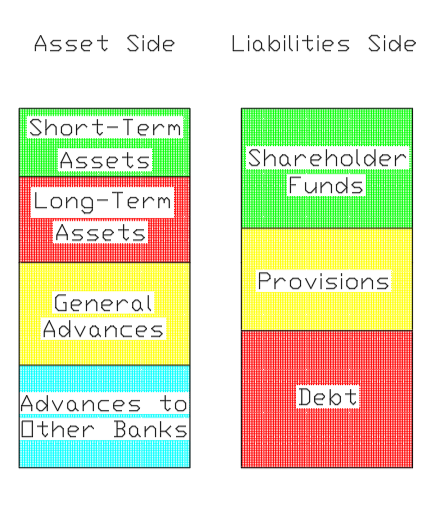 Asset Side
Liabilities Side
Short-Term
Assets
Long-Term
Assets
General
Advances
Advances to
Other Banks
Shareholder
Funds
Provisions
Debt